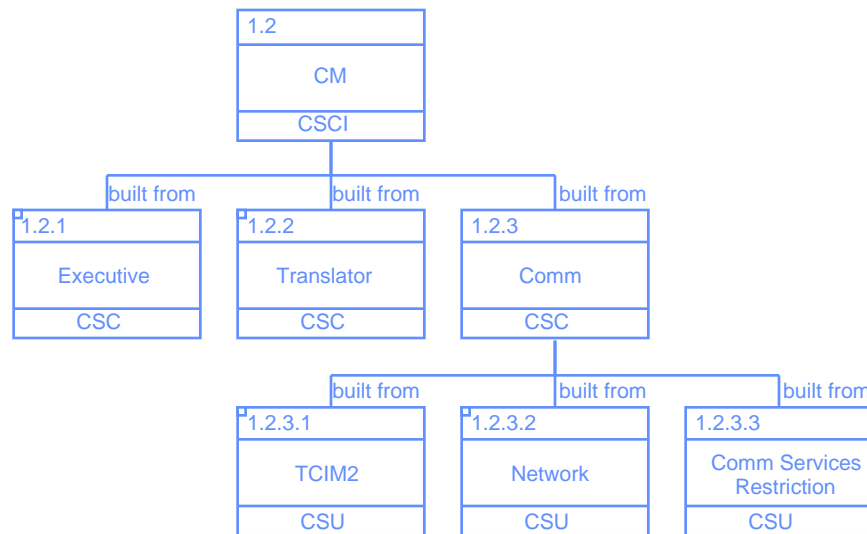 1.2
CM
CSCI
built from
built from
built from
1.2.1
1.2.2
1.2.3
Executive
Translator
Comm
CSC
CSC
CSC
built from
built from
built from
1.2.3.1
1.2.3.2
1.2.3.3
TCIM2
Network
Comm Services
Restriction
CSU
CSU
CSU